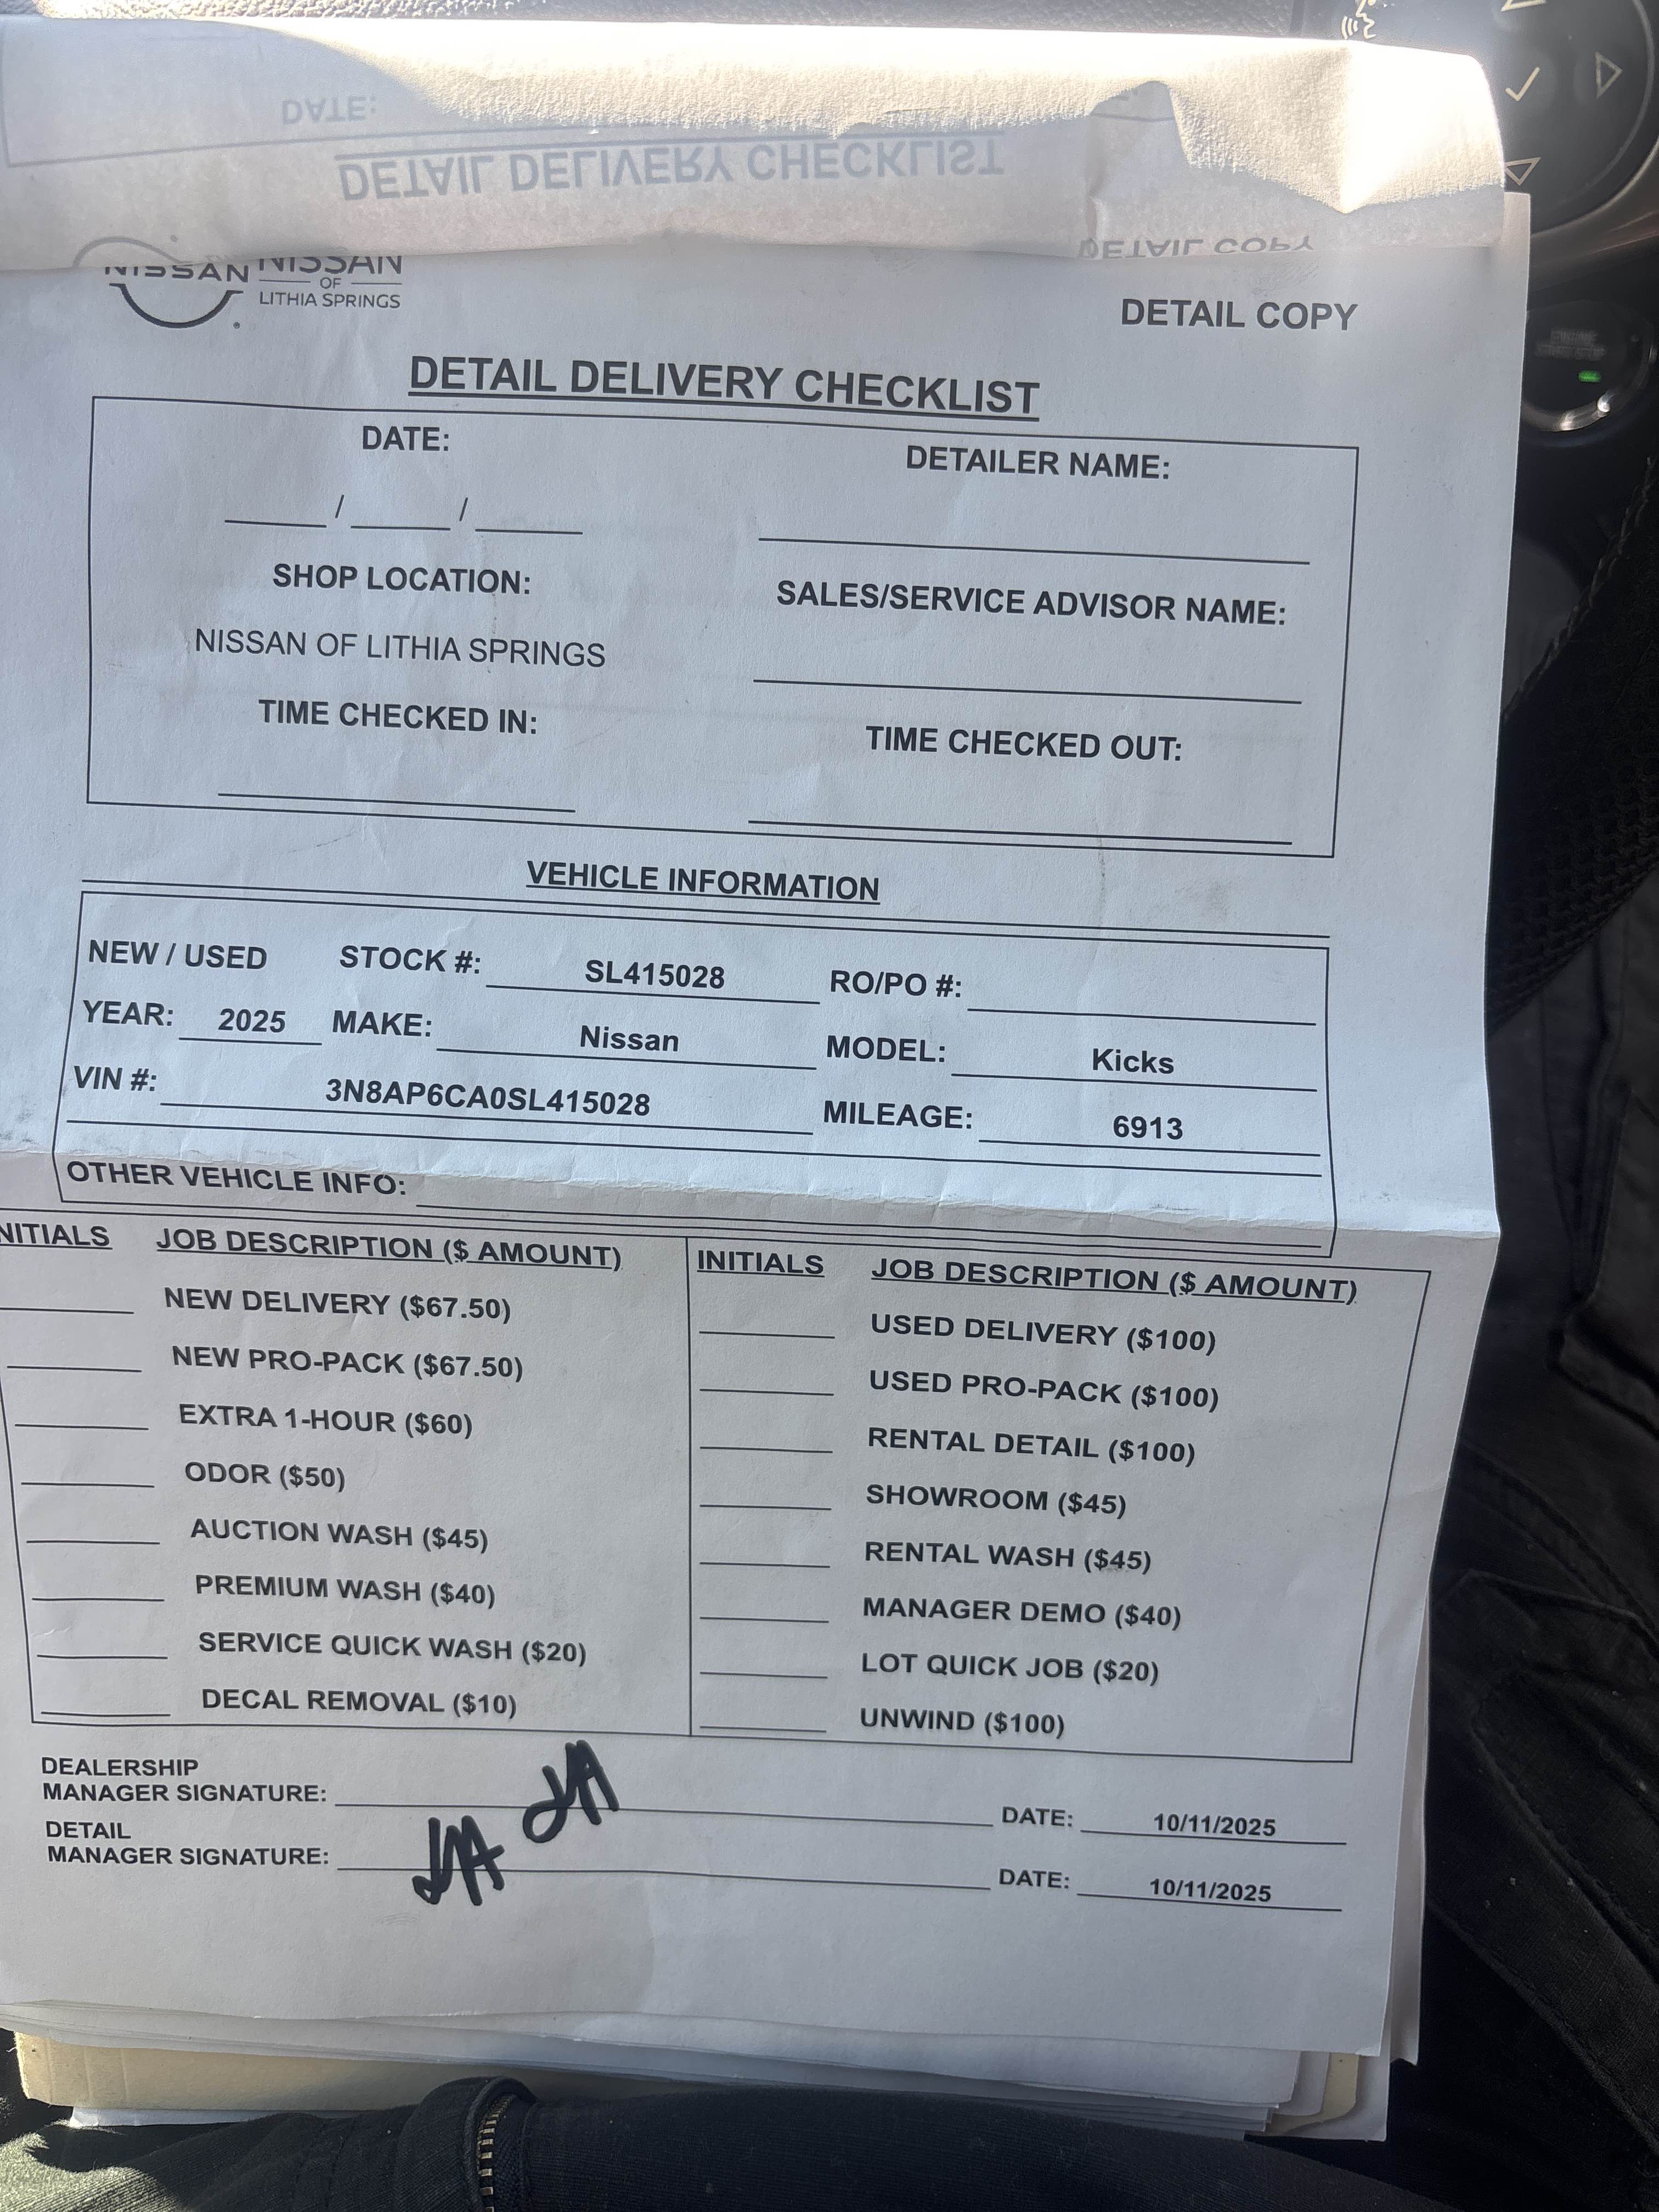 DATE:
DETAIL DELIVERY CHECKLIST
DETAIL COPY
NISSAN NISSAN
OF
LITHIA SPRINGS
DETAIL COPY
DETAIL DELIVERY CHECKLIST
DATE: DETAILER NAME:
____ / ____ / ____
SHOP LOCATION: SALES/SERVICE ADVISOR NAME:
NISSAN OF LITHIA SPRINGS
TIME CHECKED IN: TIME CHECKED OUT:
VEHICLE INFORMATION
NEW / USED STOCK #: SL415028 RO/PO #:
YEAR: 2025 MAKE: Nissan MODEL: Kicks
VIN #: 3N8AP6CA0SL415028 MILEAGE: 6913
OTHER VEHICLE INFO:
NITIALS JOB DESCRIPTION ($ AMOUNT) INITIALS JOB DESCRIPTION ($ AMOUNT)
NEW DELIVERY ($67.50) USED DELIVERY ($100)
NEW PRO-PACK ($67.50) USED PRO-PACK ($100)
EXTRA 1-HOUR ($60) RENTAL DETAIL ($100)
ODOR ($50) SHOWROOM ($45)
AUCTION WASH ($45) RENTAL WASH ($45)
PREMIUM WASH ($40) MANAGER DEMO ($40)
SERVICE QUICK WASH ($20) LOT QUICK JOB ($20)
DECAL REMOVAL ($10) UNWIND ($100)
DEALERSHIP
MANAGER SIGNATURE: DATE: 10/11/2025
DETAIL
MANAGER SIGNATURE: DATE: 10/11/2025